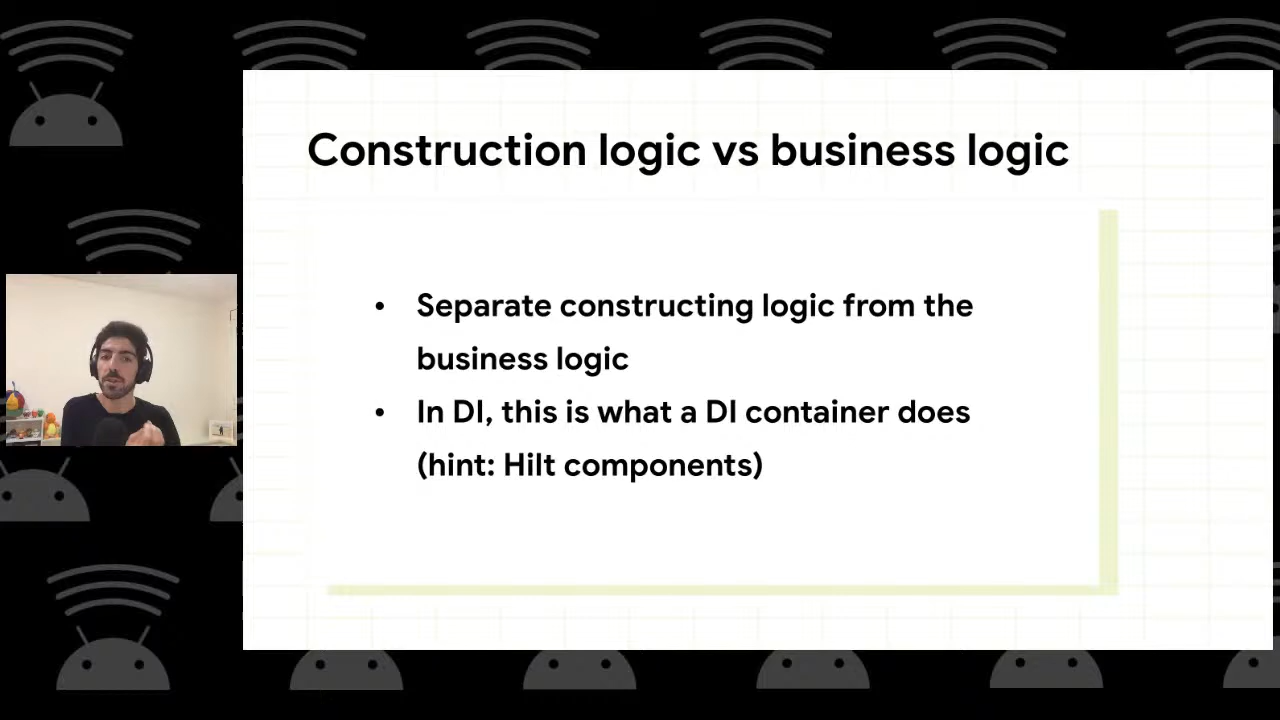 Construction logic vs business logic
• Separate constructing logic from the
business logic
• In DI, this is what a DI container does
(hint: Hilt components)